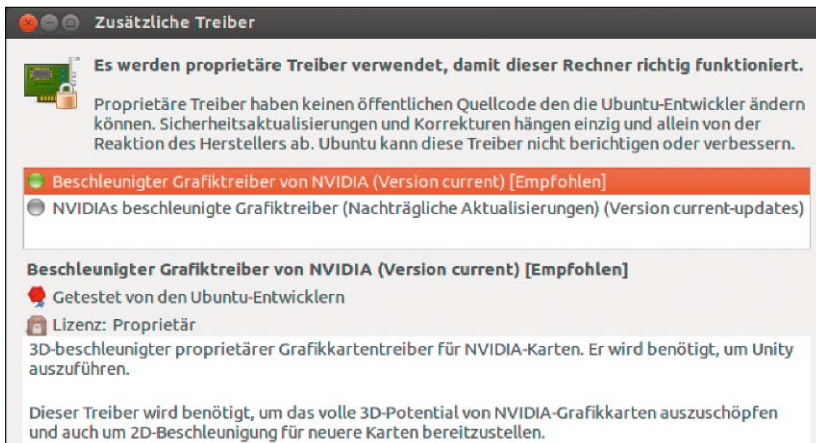 Zusätzliche Treiber
Es werden proprietäre Treiber verwendet, damit dieser Rechner richtig funktioniert.
Proprietäre Treiber haben keinen öffentlichen Quellcode den die Ubuntu-Entwickler ändern
können. Sicherheitsaktualisierungen und Korrekturen hängen einzig und allein von der
Reaktion des Herstellers ab. Ubuntu kann diese Treiber nicht berichtigen oder verbessern.
Beschleunigter Grafiktreiber von NVIDIA (Version current) [Empfohlen]
NVIDIAs beschleunigte Grafiktreiber (Nachträgliche Aktualisierungen) (Version current-updates)
Beschleunigter Grafiktreiber von NVIDIA (Version current) [Empfohlen]
Getestet von den Ubuntu-Entwicklern
Lizenz: Proprietär
3D-beschleunigter proprietärer Grafikkartentreiber für NVIDIA-Karten. Er wird benötigt, um Unity
auszuführen.
Dieser Treiber wird benötigt, um das volle 3D-Potential von NVIDIA-Grafikkarten auszuschöpfen
und auch um 2D-Beschleunigung für neuere Karten bereitzustellen.